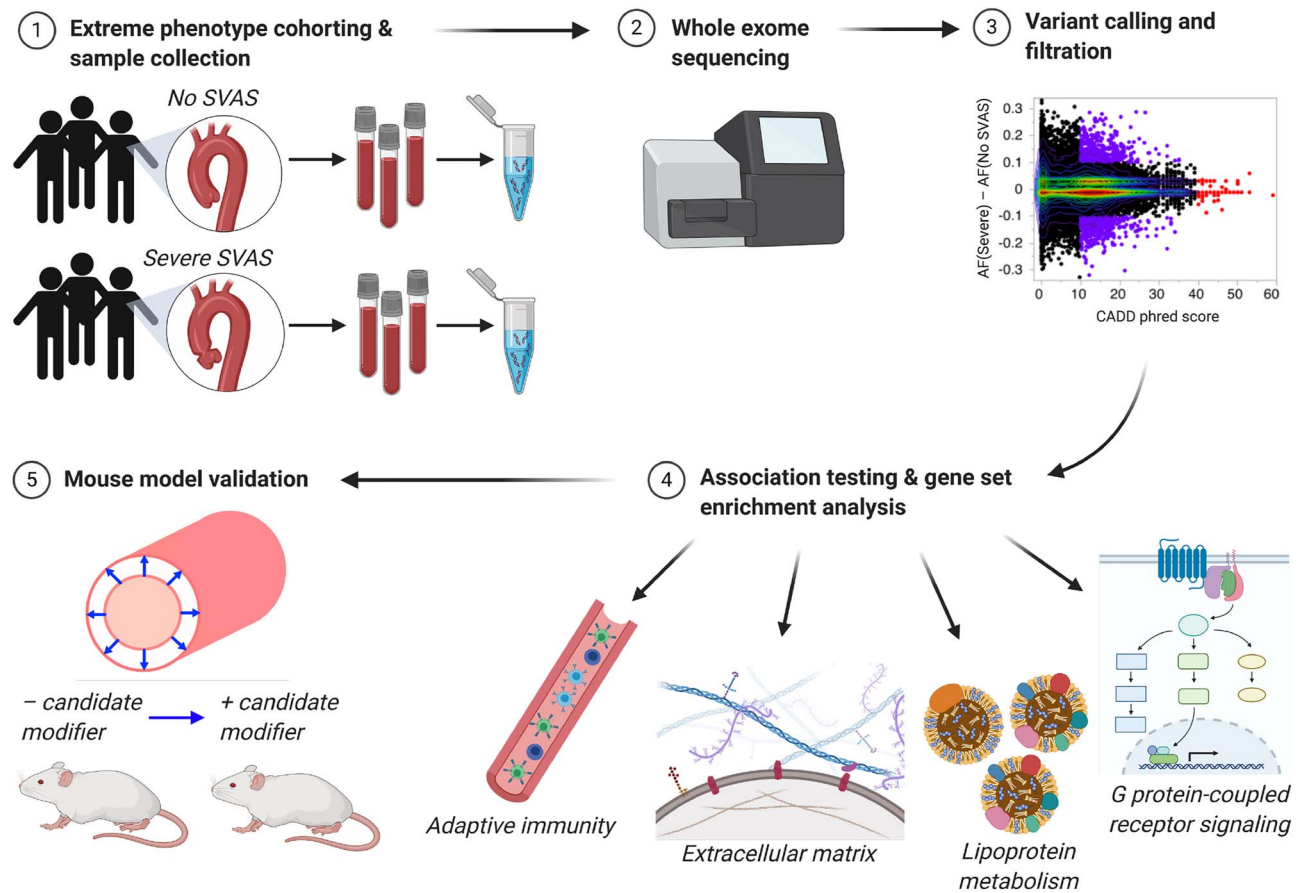 1 Extreme phenotype cohorting &
sample collection
No SVAS
Severe SVAS
2 Whole exome
sequencing
3 Variant calling and
filtration
AF(Severe) – AF(No SVAS)
0.3
0.2
0.1
0
-0.1
-0.2
-0.3
0 10 20 30 40 50 60
CADD phred score
4 Association testing & gene set
enrichment analysis
Adaptive immunity
Extracellular matrix
Lipoprotein
metabolism
G protein-coupled
receptor signaling
5 Mouse model validation
– candidate
modifier
+ candidate
modifier